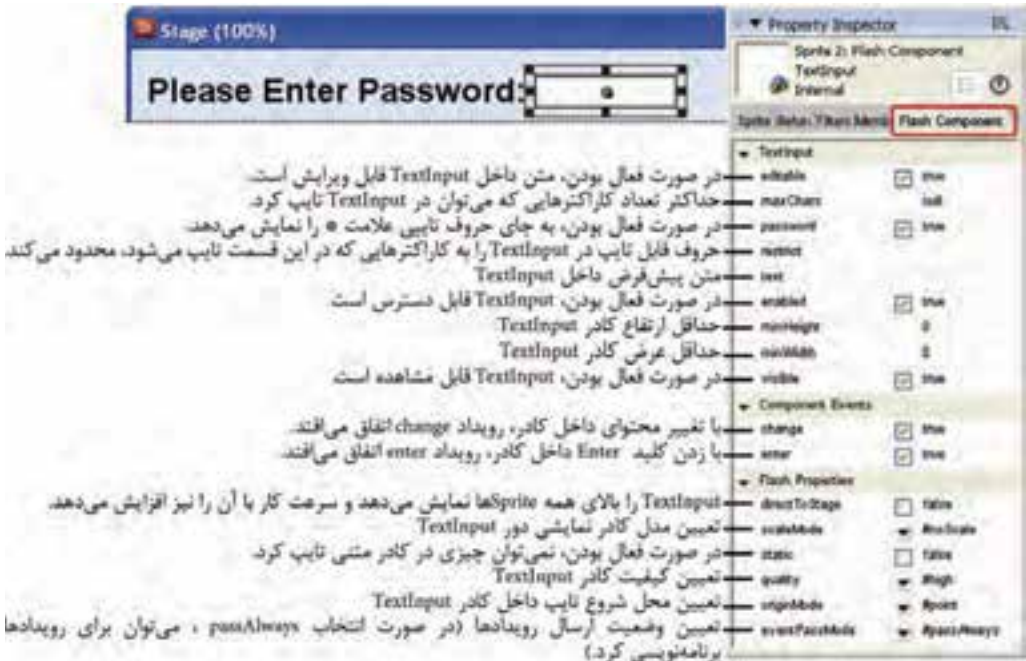 Stage (100%)
Please Enter Password:
Property Inspector
Sprite 2: Flash Component
TextInput
Internal
Flash Component
TextInput
editable true
در صورت فعال بودن، متن داخل TextInput قابل ویرایش است.
maxChars null
حداکثر تعداد کاراکترهایی که می‌توان در TextInput تایپ کرد.
password true
در صورت فعال بودن، به جای حروف تایپی علامت * را نمایش می‌دهد.
restrict
حروف قابل تایپ در TextInput را به کاراکترهایی که در این قسمت تایپ می‌شود، محدود می‌کند
text
متن پیش‌فرض داخل TextInput
enabled true
در صورت فعال بودن، TextInput قابل دسترس است.
minHeight 0
حداقل ارتفاع کادر TextInput
minWidth 0
حداقل عرض کادر TextInput
visible true
در صورت فعال بودن، TextInput قابل مشاهده است.
Component Events
change true
با تغییر محتوای داخل کادر، رویداد change اتفاق می‌افتد.
enter true
با زدن کلید Enter داخل کادر، رویداد enter اتفاق می‌افتد.
Flash Properties
directToStage false
TextInput را بالای همه Spriteها نمایش می‌دهد و سرعت کار با آن را نیز افزایش می‌دهد.
scaleMode #noScale
تعیین مدل کادر نمایشی دور TextInput
static false
در صورت فعال بودن، نمی‌توان چیزی در کادر متنی تایپ کرد.
quality #high
تعیین کیفیت کادر TextInput
originMode #point
تعیین محل شروع تایپ داخل کادر TextInput
eventPassMode #passAlways
تعیین وضعیت ارسال رویدادها (در صورت انتخاب passAlways ، می‌توان برای رویدادها
برنامه‌نویسی کرد.)